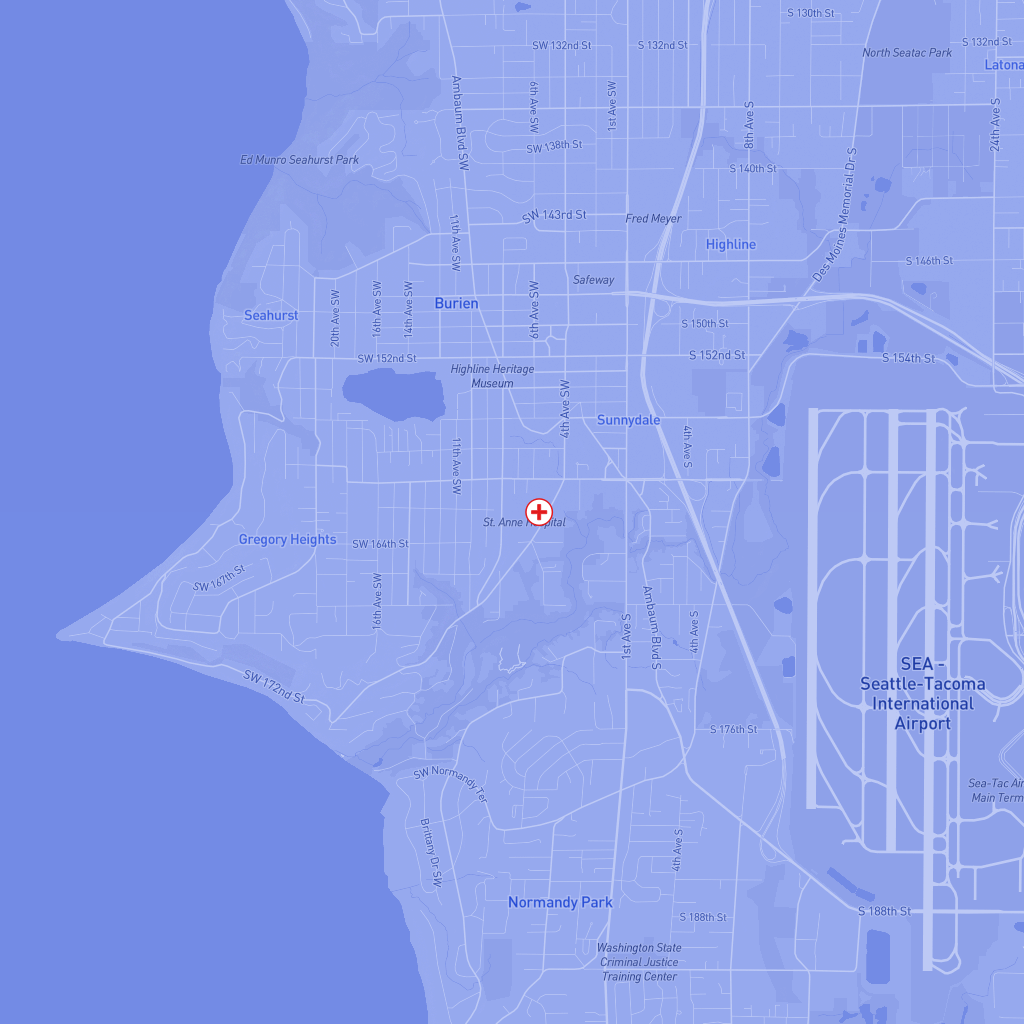 S 130th St
SW 132nd St
S 132nd St
North Seatac Park
S 132nd St
Latona
Ambaum Blvd SW
6th Ave SW
1st Ave SW
8th Ave S
24th Ave S
SW 138th St
Ed Munro Seahurst Park
S 140th St
Des Moines Memorial Dr S
11th Ave SW
SW 143rd St
Fred Meyer
Highline
S 146th St
Safeway
20th Ave SW
16th Ave SW
14th Ave SW
Burien
6th Ave SW
Seahurst
S 150th St
SW 152nd St
S 152nd St
S 154th St
Highline Heritage
Museum
4th Ave SW
Sunnydale
11th Ave SW
4th Ave S
St. Anne Hospital
Gregory Heights
SW 164th St
SW 167th St
16th Ave SW
1st Ave S
Ambaum Blvd S
4th Ave S
SEA -
Seattle-Tacoma
International
Airport
SW 172nd St
S 176th St
SW Normandy Ter
Sea-Tac Air
Main Term
Brittany Dr SW
4th Ave S
Normandy Park
S 188th St
S 188th St
Washington State
Criminal Justice
Training Center